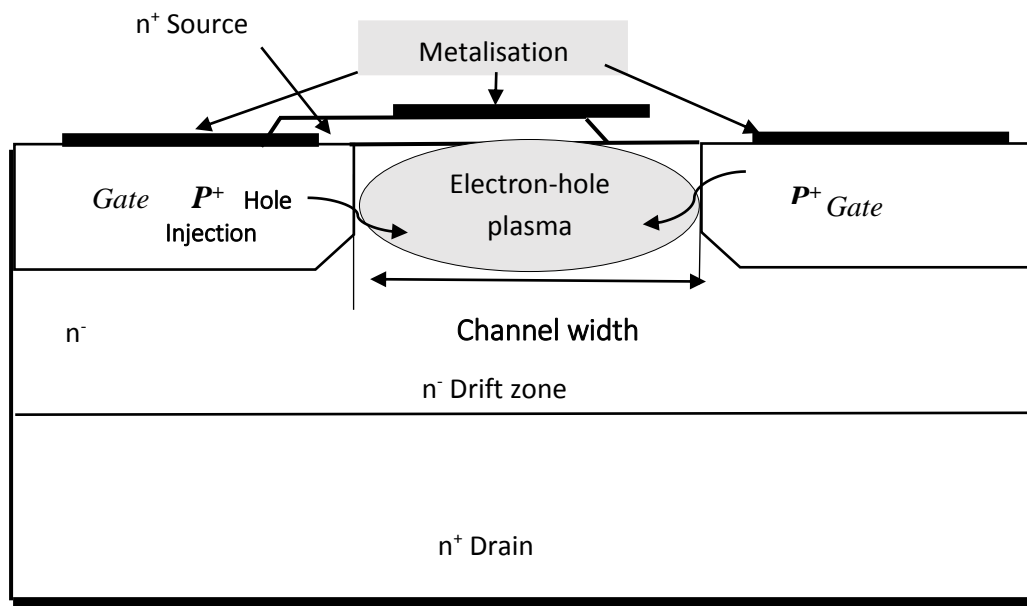 n⁺ Source
Metalisation
Gate P⁺ Hole
Injection
Electron-hole
plasma
P⁺ Gate
Channel width
n⁻
n⁻ Drift zone
n⁺ Drain